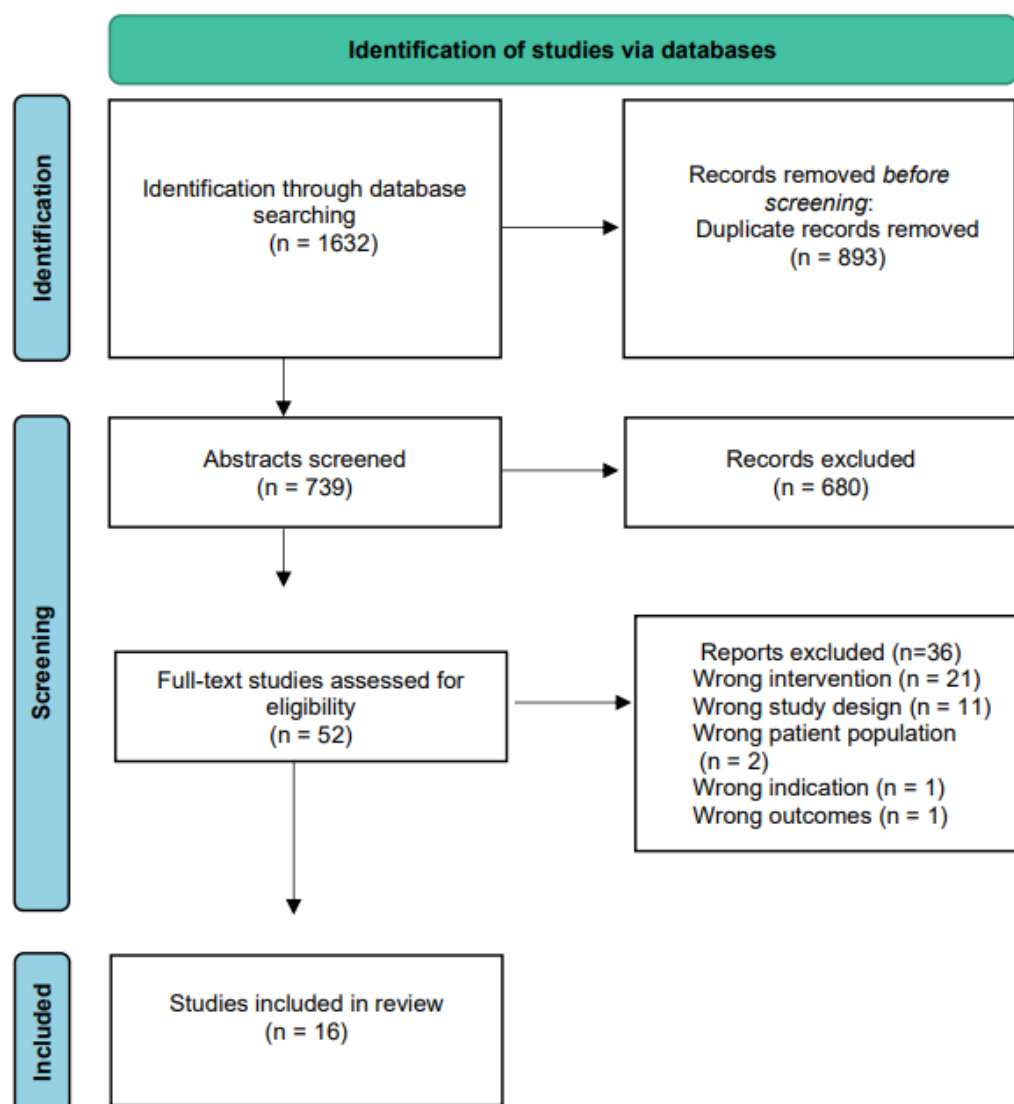 Identification of studies via databases
Identification
Identification through database
searching
(n = 1632)
Records removed before
screening:
Duplicate records removed
(n = 893)
Screening
Abstracts screened
(n = 739)
Records excluded
(n = 680)
Full-text studies assessed for
eligibility
(n = 52)
Reports excluded (n=36)
Wrong intervention (n = 21)
Wrong study design (n = 11)
Wrong patient population
(n = 2)
Wrong indication (n = 1)
Wrong outcomes (n = 1)
Included
Studies included in review
(n = 16)